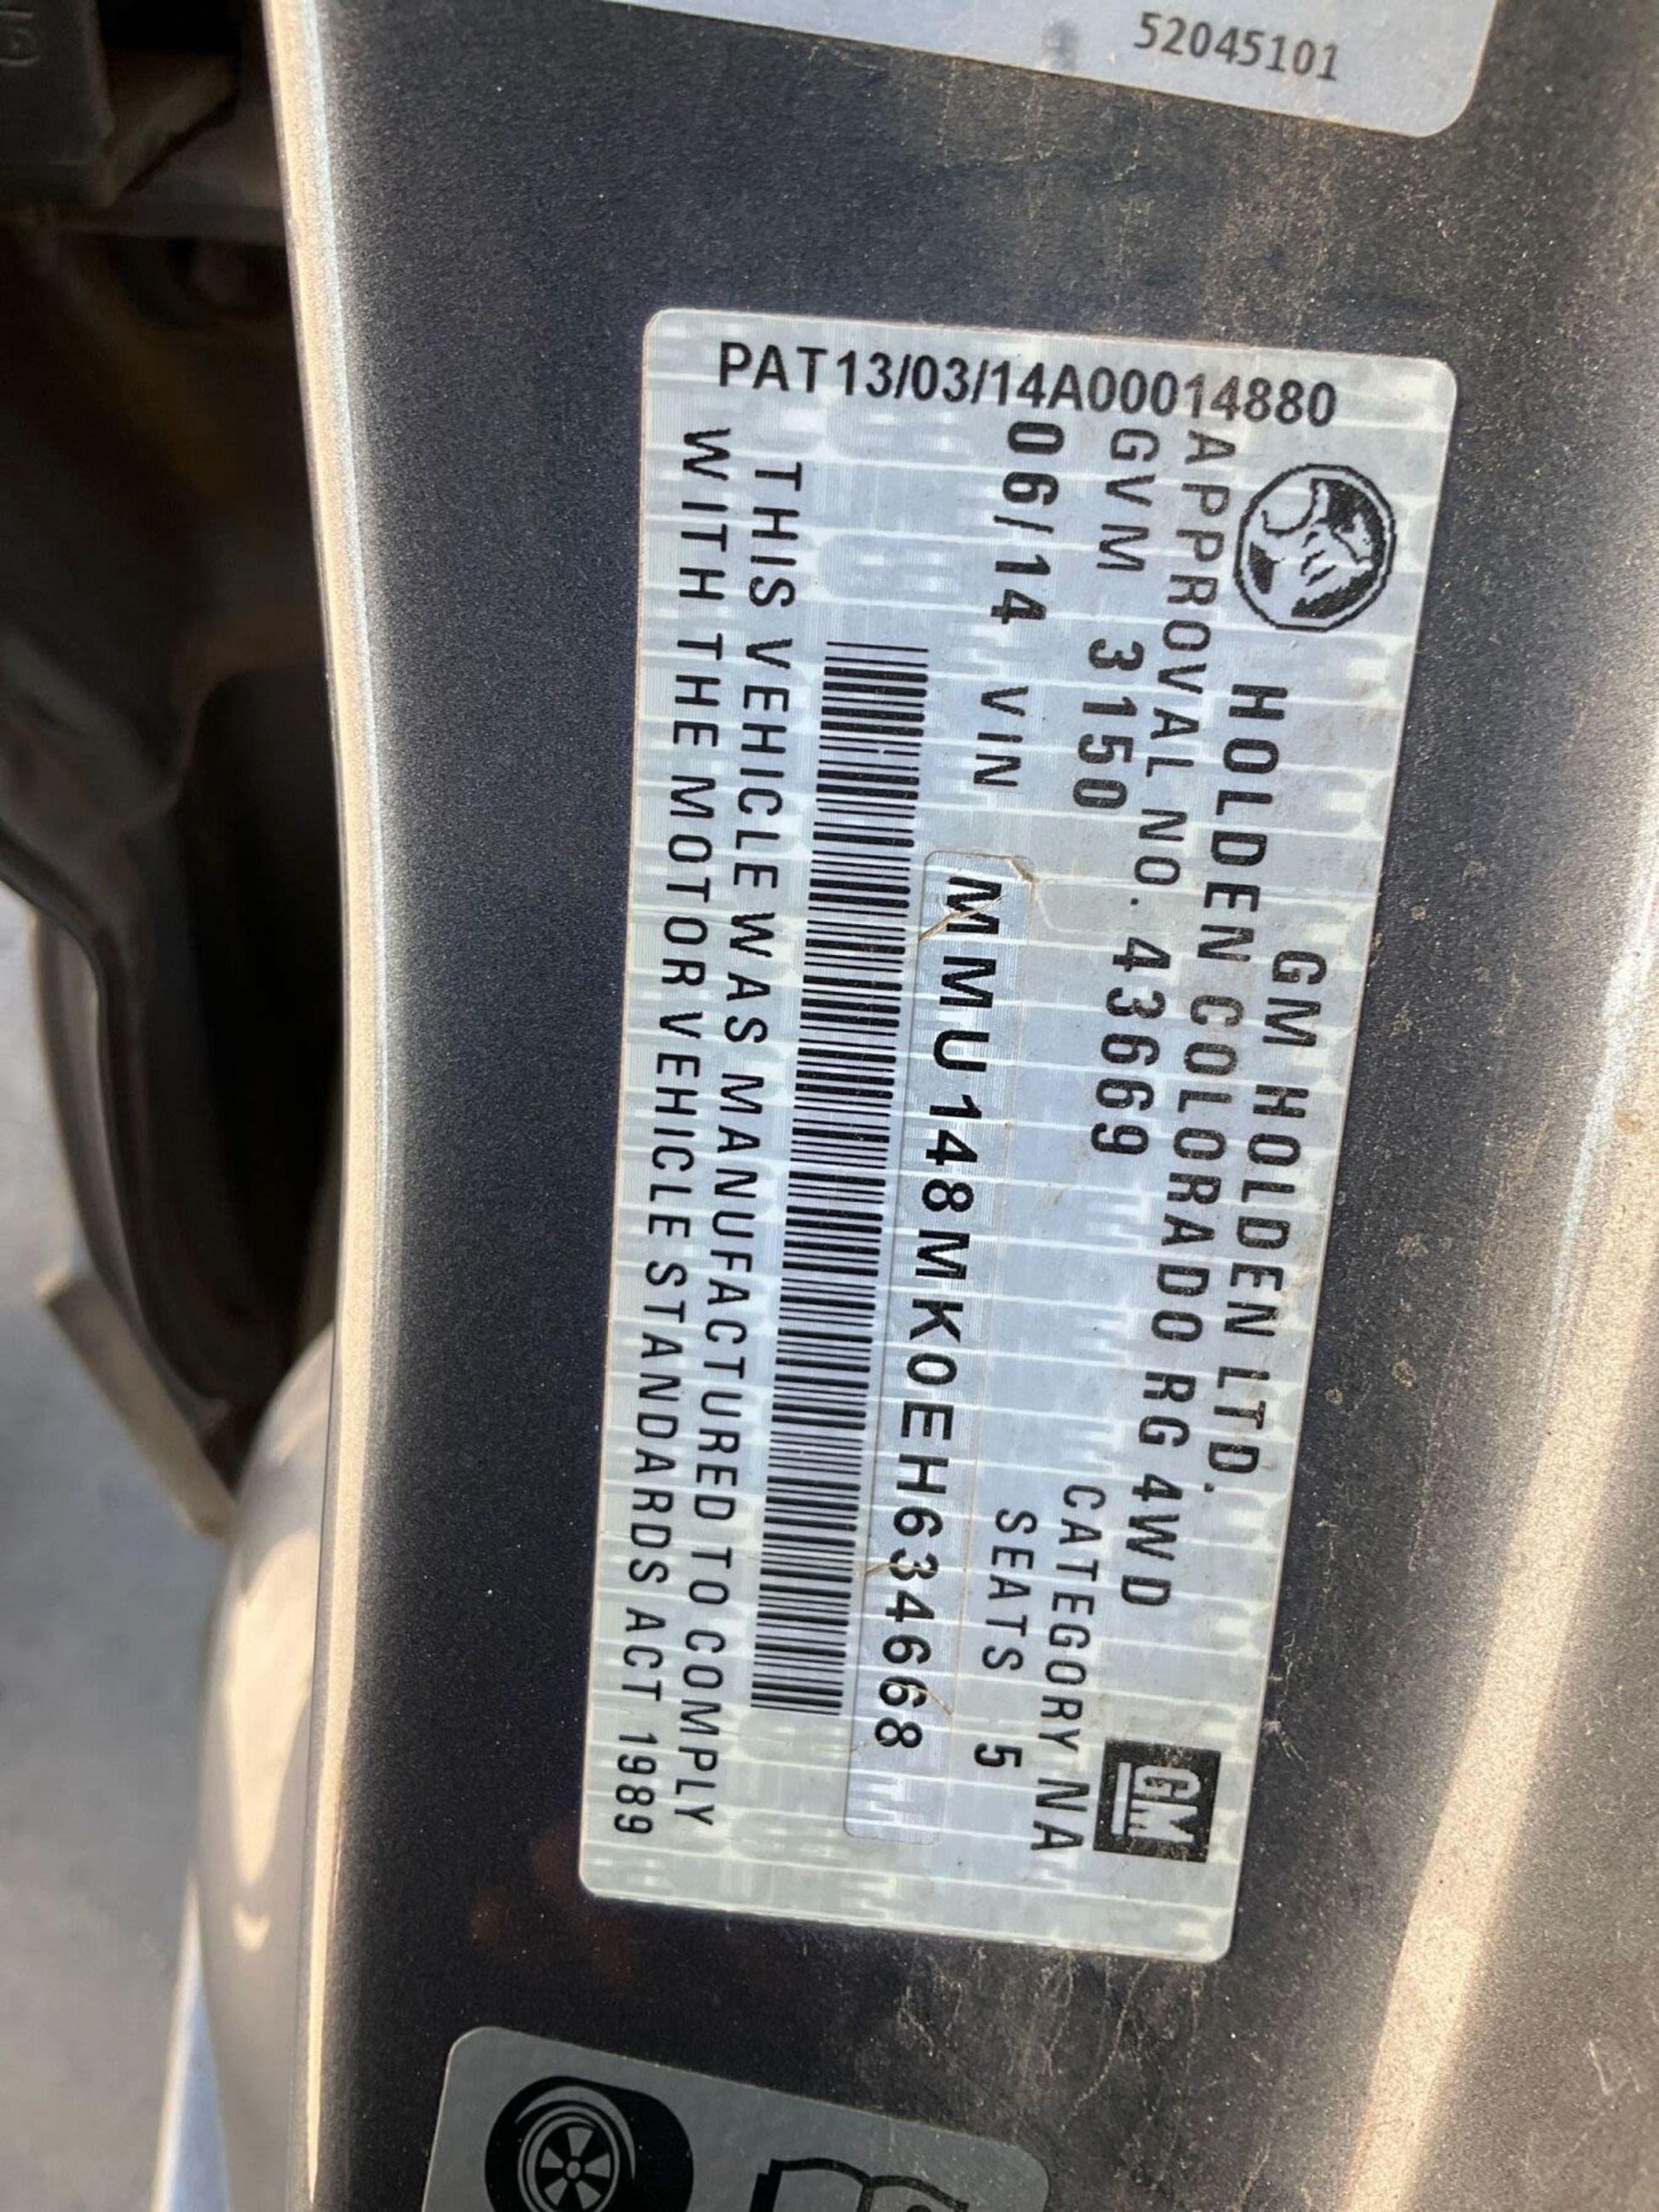 52045101
PAT13/03/14A00014880
GM HOLDEN LTD.
HOLDEN COLORADO RG 4WD
APPROVAL NO. 43669 CATEGORY NA
GVM 3150 SEATS 5
06/14 VIN MMU148MK0EH634668
THIS VEHICLE WAS MANUFACTURED TO COMPLY
WITH THE MOTOR VEHICLE STANDARDS ACT 1989
GM